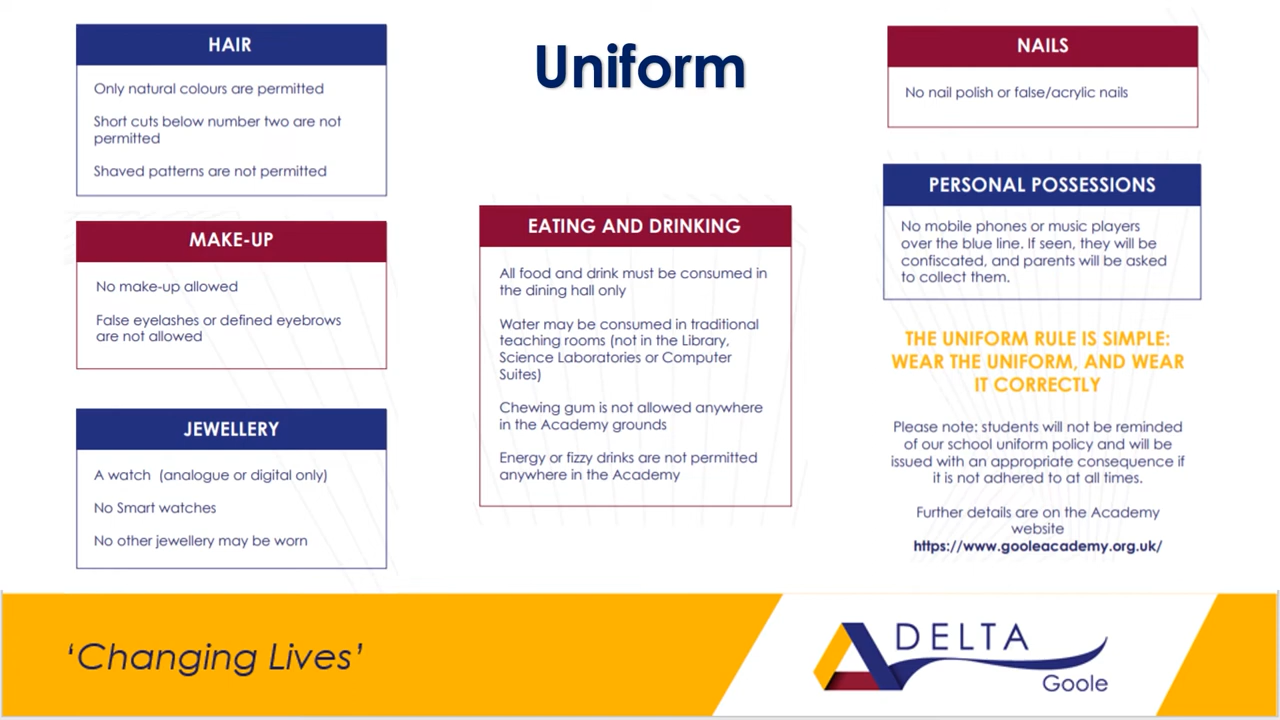 HAIR
Only natural colours are permitted
Short cuts below number two are not
permitted
Shaved patterns are not permitted
MAKE-UP
No make-up allowed
False eyelashes or defined eyebrows
are not allowed
JEWELLERY
A watch (analogue or digital only)
No Smart watches
No other jewellery may be worn
Uniform
EATING AND DRINKING
All food and drink must be consumed in
the dining hall only
Water may be consumed in traditional
teaching rooms (not in the Library,
Science Laboratories or Computer
Suites)
Chewing gum is not allowed anywhere
in the Academy grounds
Energy or fizzy drinks are not permitted
anywhere in the Academy
NAILS
No nail polish or false/acrylic nails
PERSONAL POSSESSIONS
No mobile phones or music players
over the blue line. If seen, they will be
confiscated, and parents will be asked
to collect them.
THE UNIFORM RULE IS SIMPLE:
WEAR THE UNIFORM, AND WEAR
IT CORRECTLY
Please note: students will not be reminded
of our school uniform policy and will be
issued with an appropriate consequence if
it is not adhered to at all times.
Further details are on the Academy
website
https://www.gooleacademy.org.uk/
‘Changing Lives’
DELTA
Goole